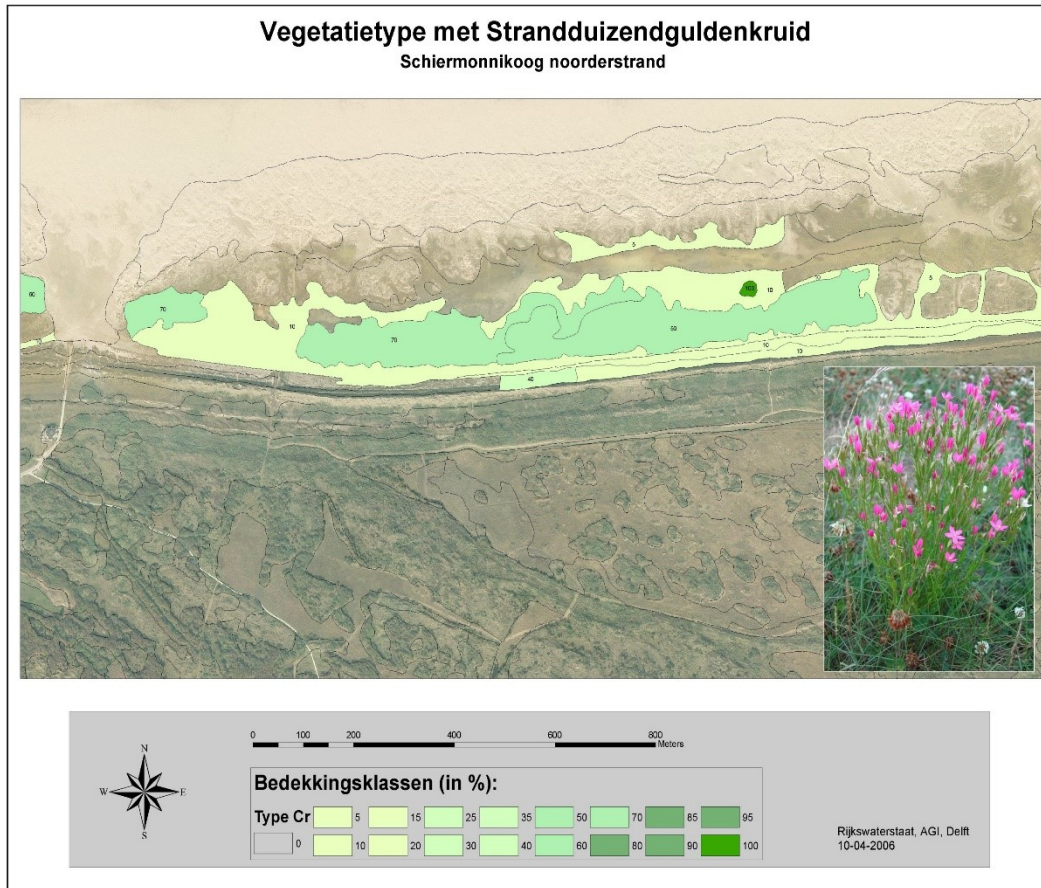 Vegetatietype met Strandduizendguldenkruid
Schiermonnikoog noorderstrand
5
60
70
5
10
100
10
70
50
10
10
40
N
W E
S
0 100 200 400 600 800
Meters
Bedekkingsklassen (in %):
Type Cr 5 15 25 35 50 70 85 95
0 10 20 30 40 60 80 90 100
Rijkswaterstaat, AGI, Delft
10-04-2006